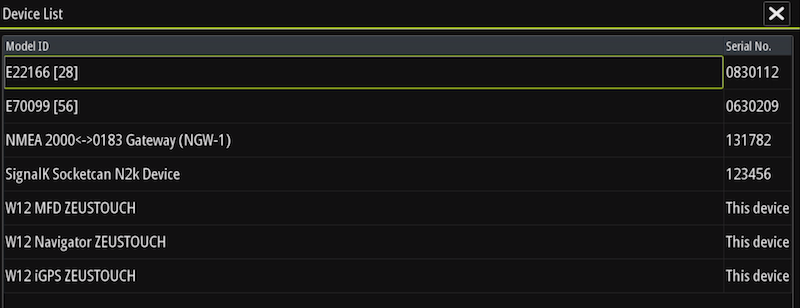 Device List
Model ID Serial No.
E22166 [28] 0830112
E70099 [56] 0630209
NMEA 2000<->0183 Gateway (NGW-1) 131782
SignalK Socketcan N2k Device 123456
W12 MFD ZEUSTOUCH This device
W12 Navigator ZEUSTOUCH This device
W12 iGPS ZEUSTOUCH This device